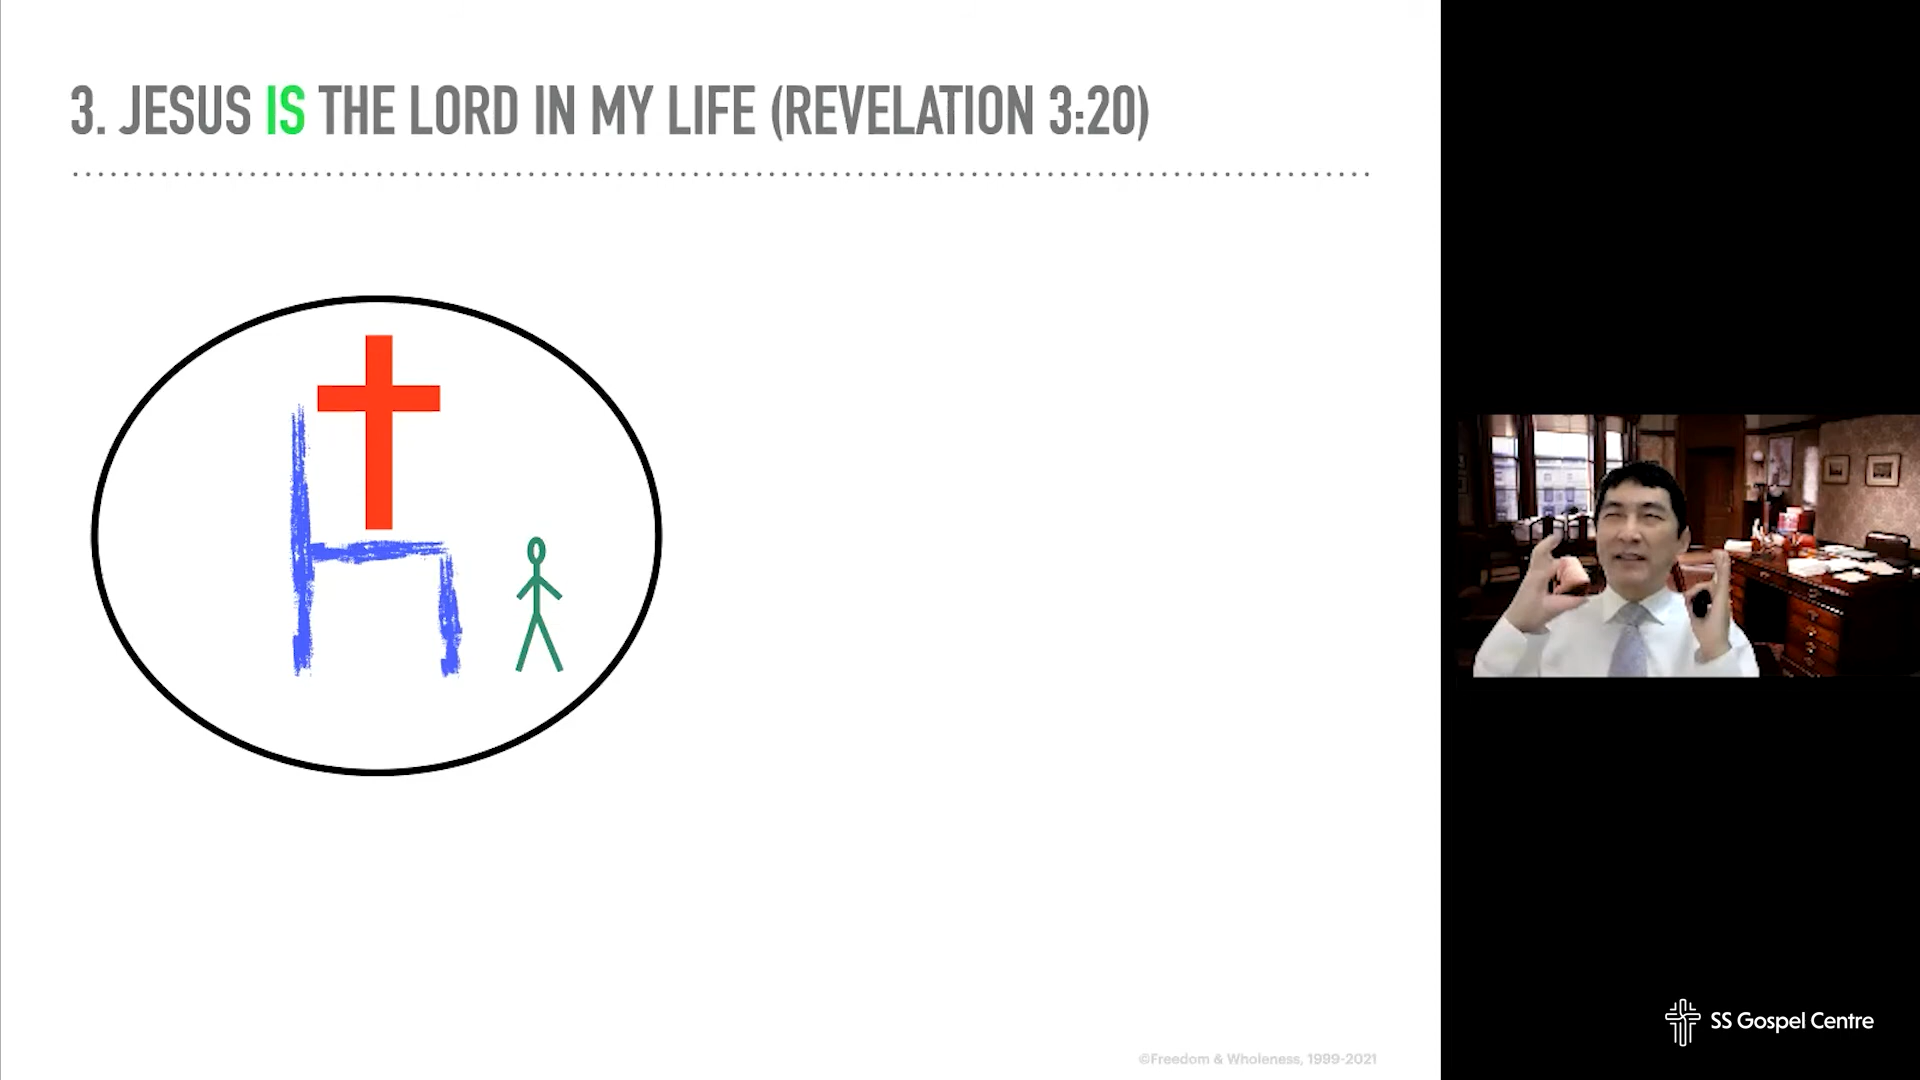 3. JESUS IS THE LORD IN MY LIFE (REVELATION 3:20)
SS Gospel Centre
©Freedom & Wholeness, 1999-2021